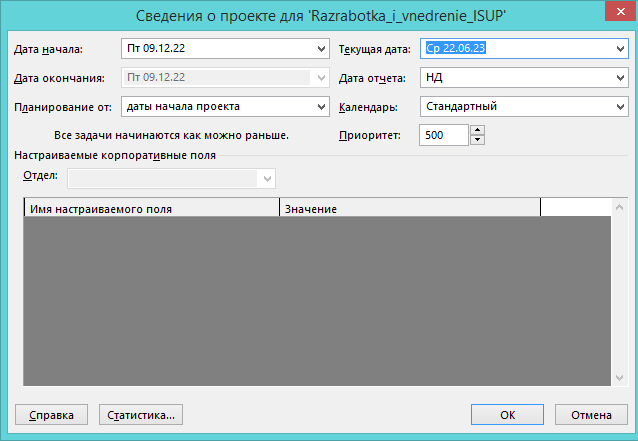 Сведения о проекте для 'Razrabotka_i_vnedrenie_ISUP'
Дата начала: Пт 09.12.22 Текущая дата: Ср 22.06.23
Дата окончания: Пт 09.12.22 Дата отчета: НД
Планирование от: даты начала проекта Календарь: Стандартный
Все задачи начинаются как можно раньше. Приоритет: 500
Настраиваемые корпоративные поля
Отдел:
Имя настраиваемого поля Значение
Справка Статистика... ОК Отмена